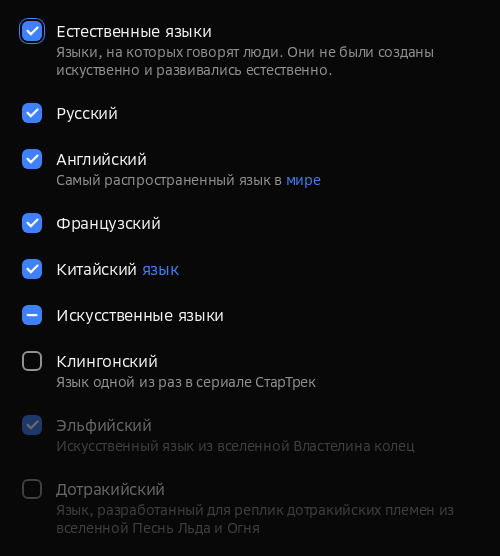 Естественные языки
Языки, на которых говорят люди. Они не были созданы
искуственно и развивались естественно.
Русский
Английский
Самый распространенный язык в мире
Французский
Китайский язык
Искусственные языки
Клингонский
Язык одной из раз в сериале СтарТрек
Эльфийский
Искусственный язык из вселенной Властелина колец
Дотракийский
Язык, разработанный для реплик дотракийских племен из
вселенной Песнь Льда и Огня